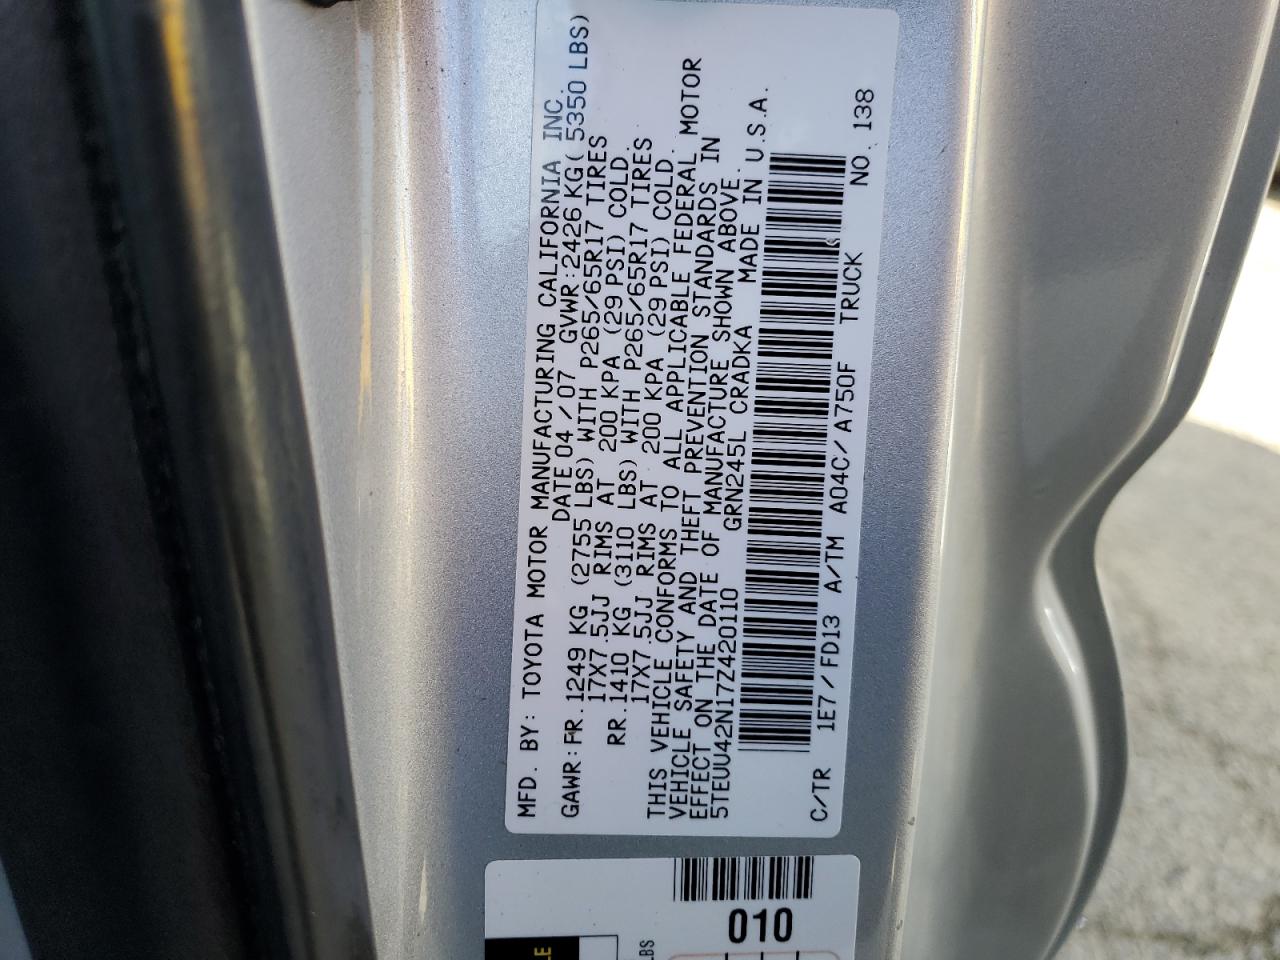 MFD. BY: TOYOTA MOTOR MANUFACTURING CALIFORNIA INC.
DATE 04/07 GVWR:2426 KG( 5350 LBS)
GAWR:FR.1249 KG (2755 LBS) WITH P265/65R17 TIRES
17X7.5JJ RIMS AT 200 KPA (29 PSI) COLD.
RR.1410 KG (3110 LBS) WITH P265/65R17 TIRES
17X7.5JJ RIMS AT 200 KPA (29 PSI) COLD.
THIS VEHICLE CONFORMS TO ALL APPLICABLE FEDERAL MOTOR
VEHICLE SAFETY AND THEFT PREVENTION STANDARDS IN
EFFECT ON THE DATE OF MANUFACTURE SHOWN ABOVE.
5TEUU42N17Z420110 GRN245L CRADKA MADE IN U.S.A.
C/TR 1E7/FD13 A/TM A04C/A750F TRUCK NO. 138
010
LBS